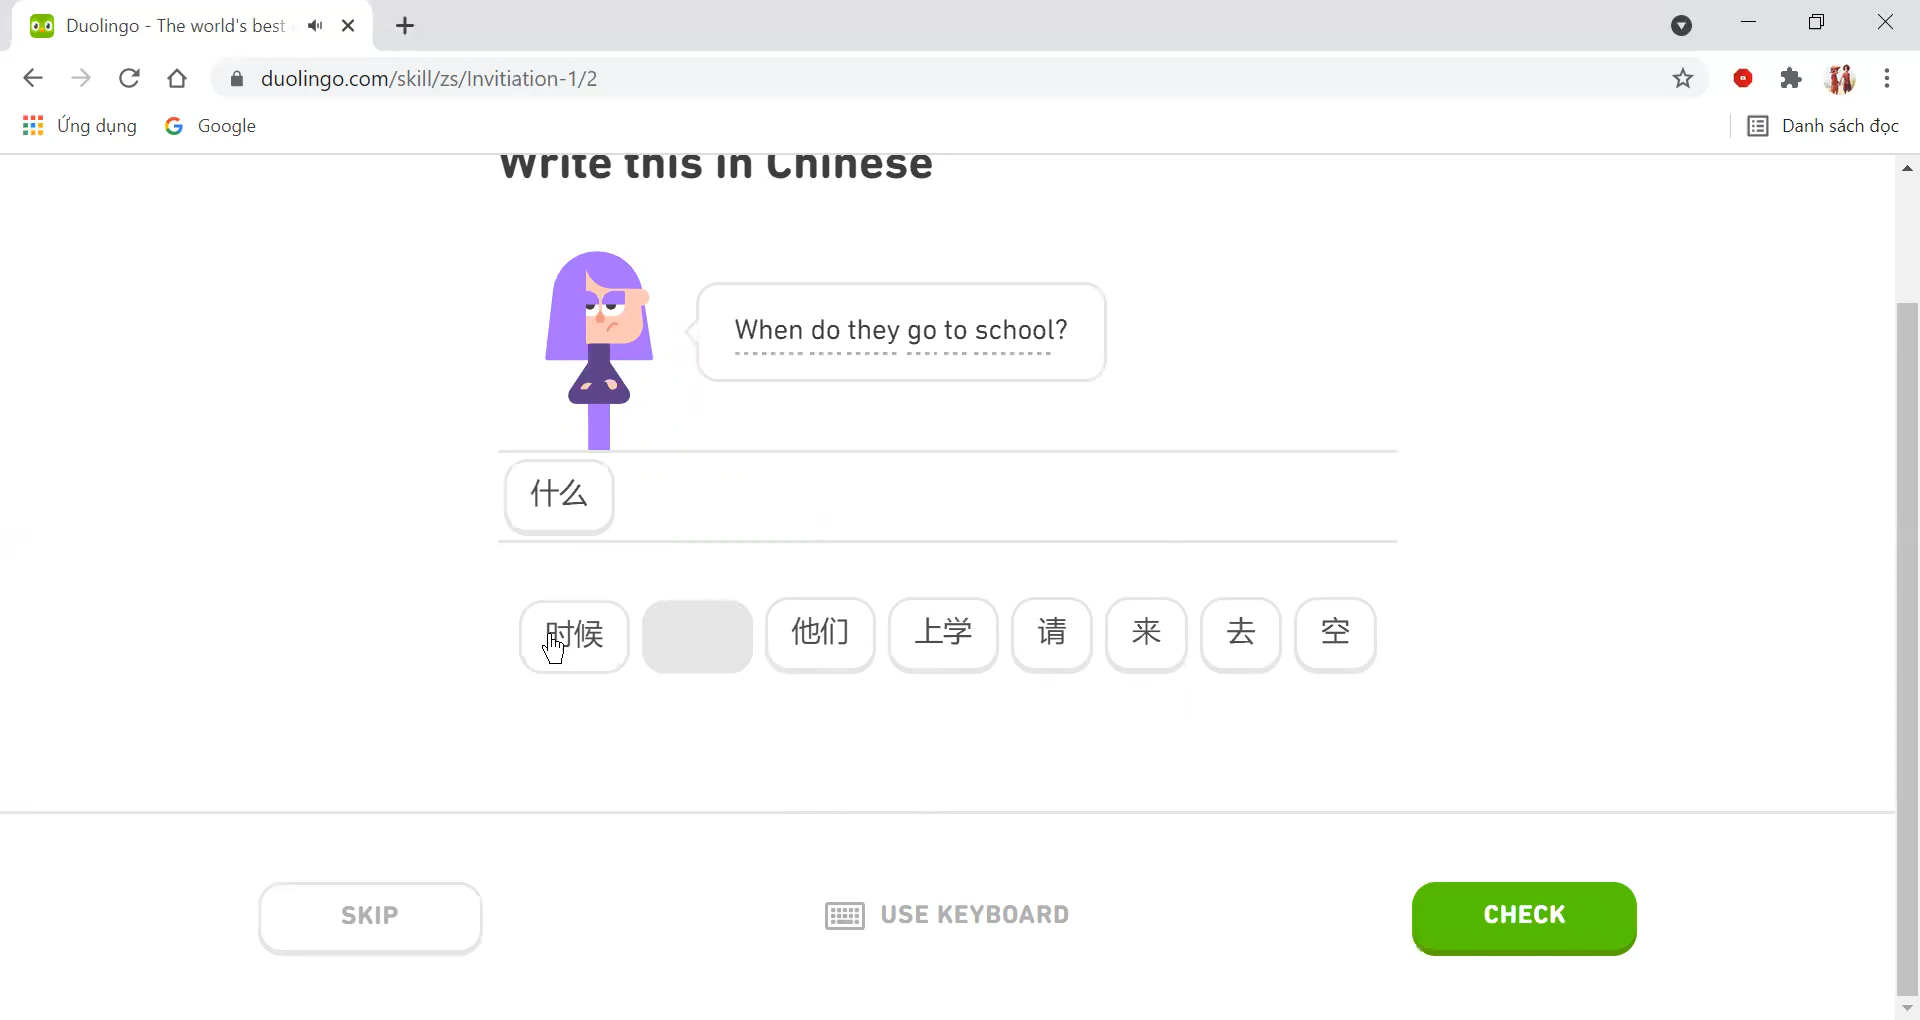 Duolingo - The world's best
duolingo.com/skill/zs/Invitiation-1/2
Ứng dụng
Google
Danh sách đọc
Write this in Chinese
When do they go to school?
什么
时候 他们 上学 请 来 去 空
SKIP
USE KEYBOARD
CHECK